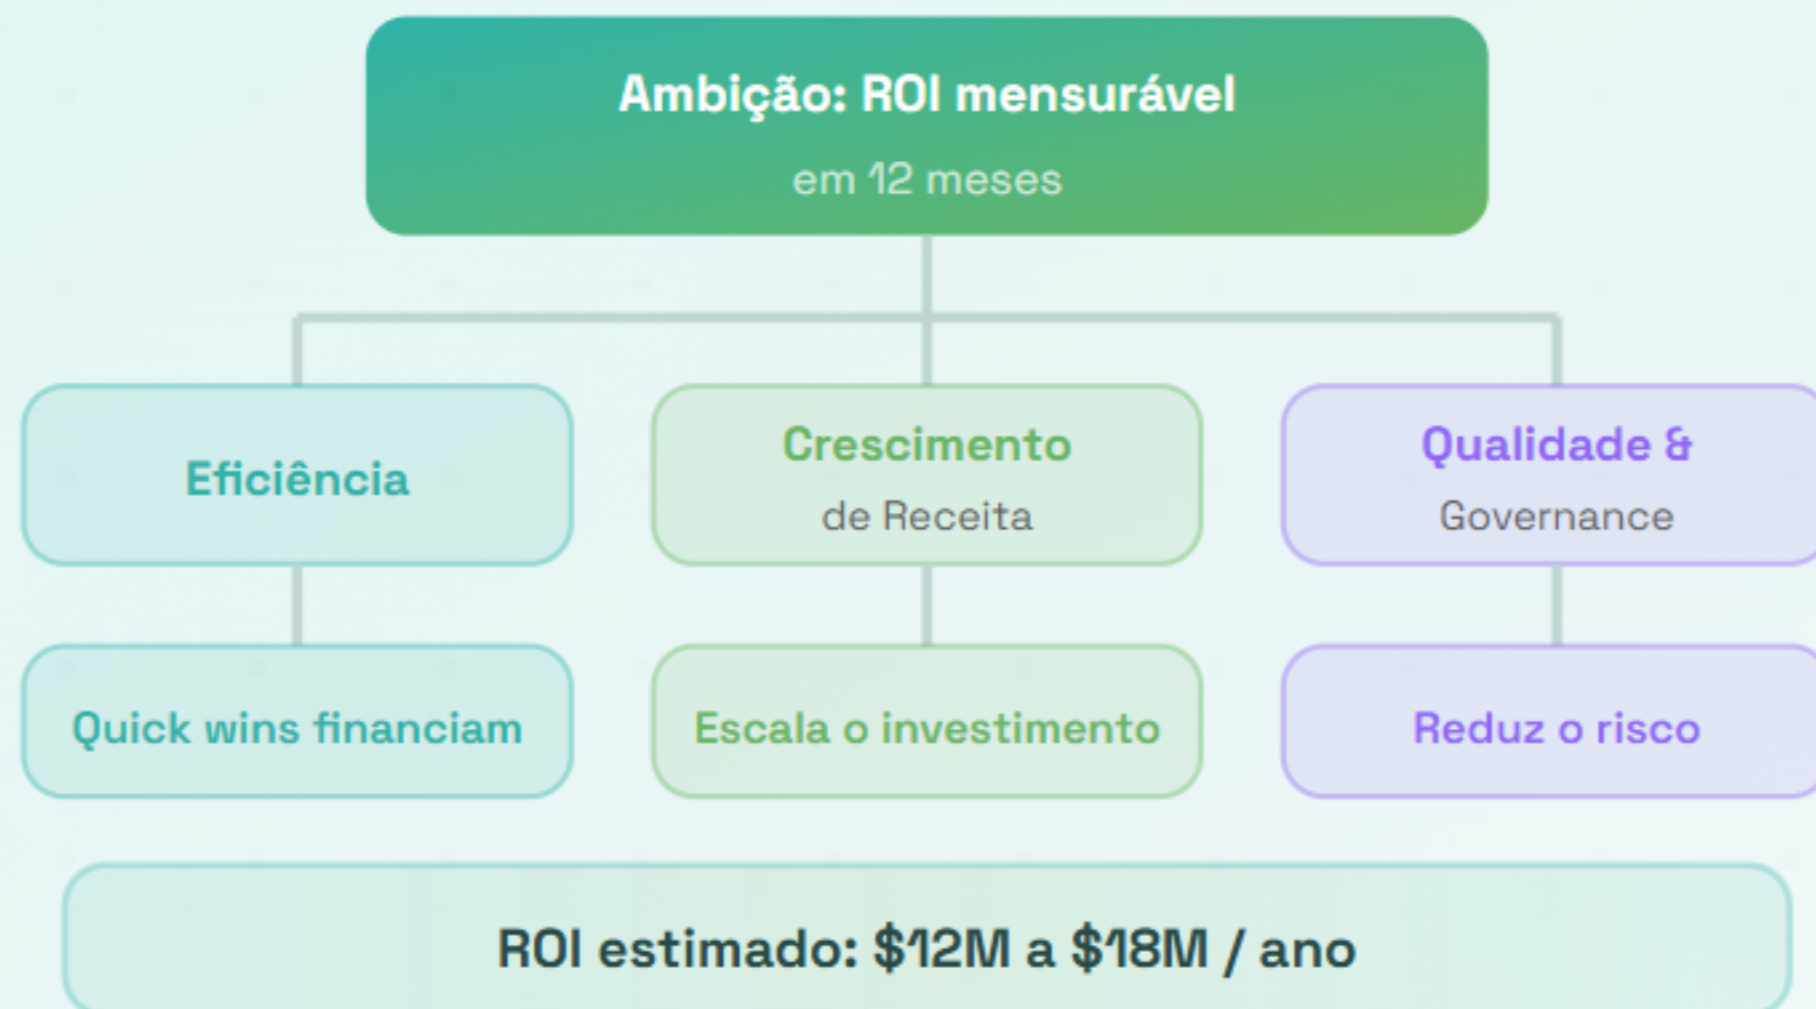 Ambição: ROI mensurável
em 12 meses
Eficiência
Crescimento
de Receita
Qualidade &
Governance
Quick wins financiam
Escala o investimento
Reduz o risco
ROI estimado: $12M a $18M / ano